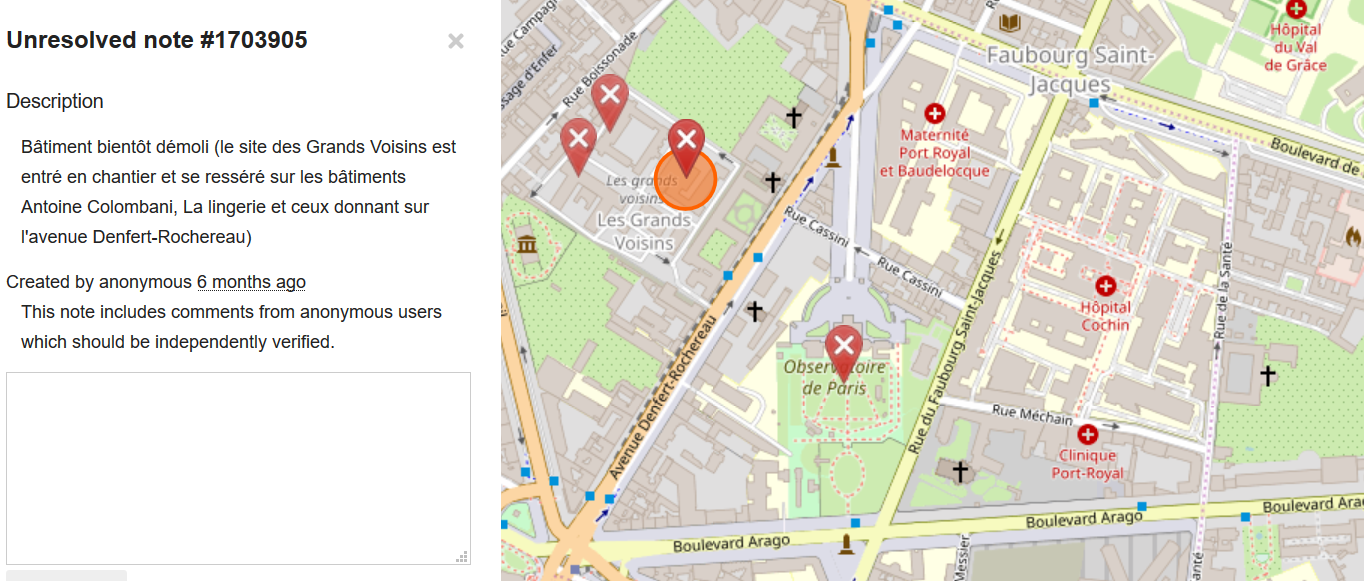 Unresolved note #1703905
Description
Bâtiment bientôt démoli (le site des Grands Voisins est
entré en chantier et se resséré sur les bâtiments
Antoine Colombani, La lingerie et ceux donnant sur
l'avenue Denfert-Rochereau)
Created by anonymous 6 months ago
This note includes comments from anonymous users
which should be independently verified.
ue Campag
sage d'Enfer
Rue Boissonade
R
Faubourg Saint-
Jacques
Hôpital
du Val
de Grâce
Maternité
Port Royal
et Baudelocque
Boulevard de
Les grands
voisins
Les Grands
Voisins
Rue Cassini
Rue Cassini
Hôpital
Cochin
Rue de la Santé
Rue du Faubourg Saint-Jacques
Avenue Denfert-Rochereau
Observatoire
de Paris
Rue Méchain
Clinique
Port-Royal
Boulevard Arago
Boulevard Arago
Boulevard Ara
Messier
anté